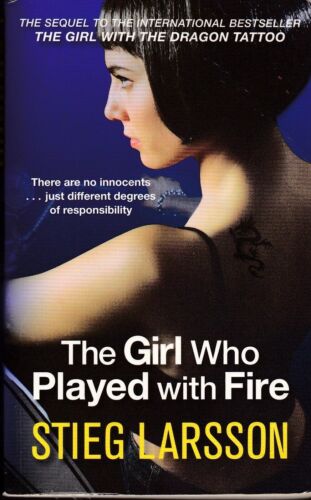 THE SEQUEL TO THE INTERNATIONAL BESTSELLER
THE GIRL WITH THE DRAGON TATTOO
There are no innocents
. . . just different degrees
of responsibility
The Girl Who
Played with Fire
STIEG LARSSON